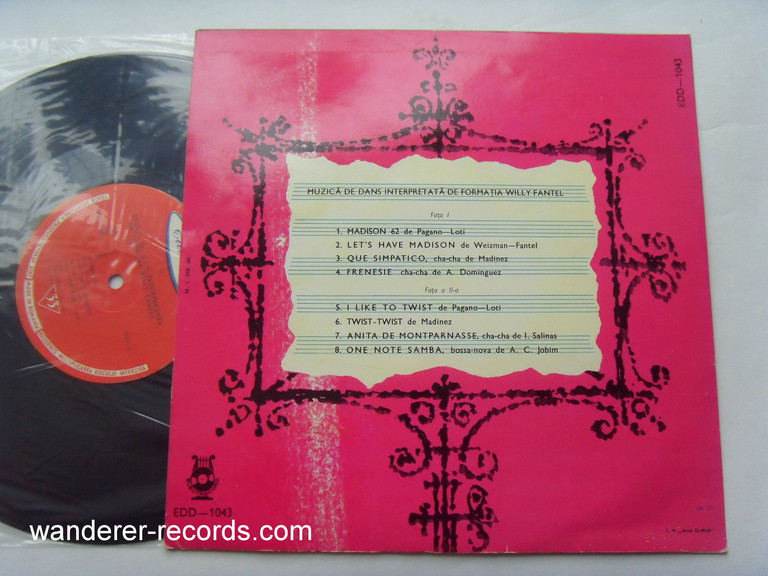 EDD—1043
MUZICĂ DE DANS INTERPRETATĂ DE FORMAȚIA WILLY FANTEL
Fața I
1. MADISON 62 de Pagano—Loti
2. LET'S HAVE MADISON de Weizman—Fantel
3. QUE SIMPATICO, cha-cha de Madinez
4. FRENESIE cha-cha de A. Dominguez
Fața a II-a
5. I LIKE TO TWIST de Pagano—Loti
6. TWIST-TWIST de Madinez
7. ANITA DE MONTPARNASSE, cha-cha de I. Salinas
8. ONE NOTE SAMBA, bossa-nova de A. C. Jobim
EDD—1043
wanderer-records.com